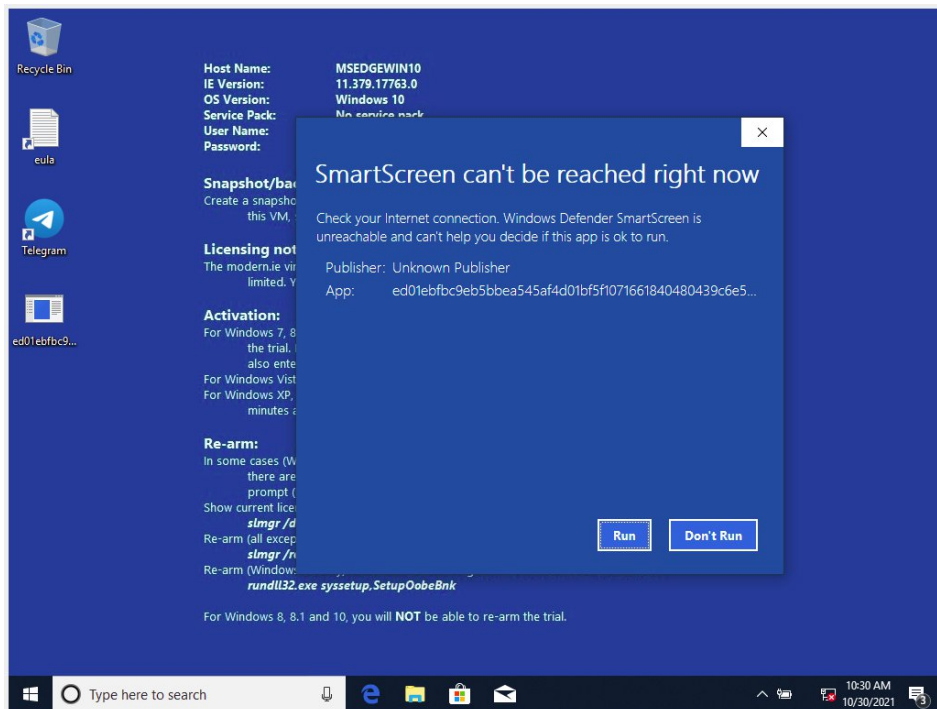 Recycle Bin
eula
Telegram
ed01ebfbc9...
Host Name: MSEDGEWIN10
IE Version: 11.379.17763.0
OS Version: Windows 10
Service Pack: No service pack
User Name:
Password:
Snapshot/ba
Create a snapsho
this VM,
Licensing not
The modern.ie vi
limited. Y
Activation:
For Windows 7, 8
the trial.
also ente
For Windows Vist
For Windows XP,
minutes a
Re-arm:
In some cases (W
there are
prompt (
Show current lice
slmgr /d
Re-arm (all excep
slmgr /r
Re-arm (Window
rundll32.exe syssetup,SetupOobeBnk
For Windows 8, 8.1 and 10, you will NOT be able to re-arm the trial.
SmartScreen can't be reached right now
Check your Internet connection. Windows Defender SmartScreen is
unreachable and can't help you decide if this app is ok to run.
Publisher: Unknown Publisher
App: ed01ebfbc9eb5bbea545af4d01bf5f1071661840480439c6e5...
Run
Don't Run
Type here to search
10:30 AM
10/30/2021
3